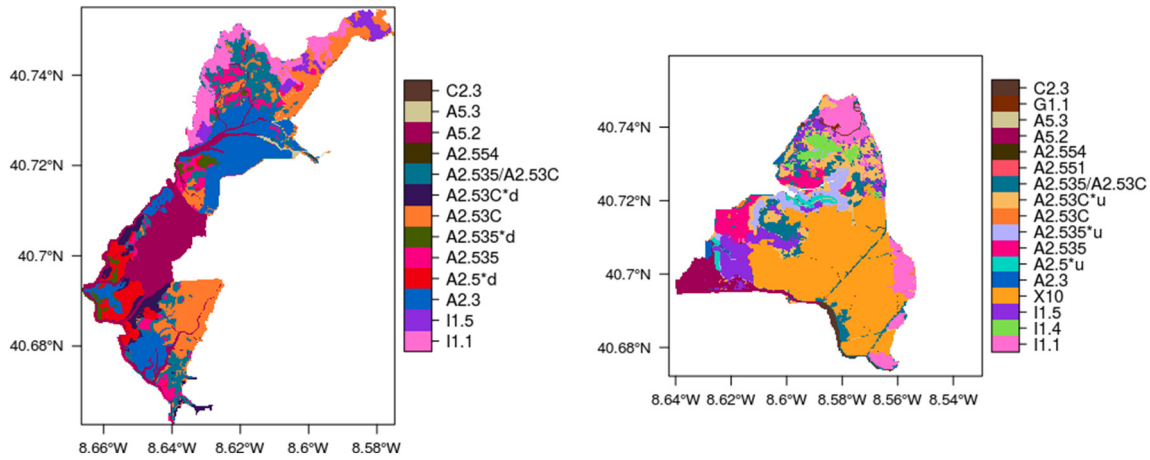 40.74°N
40.72°N
40.7°N
40.68°N
8.66°W 8.64°W 8.62°W 8.6°W 8.58°W
C2.3
A5.3
A5.2
A2.554
A2.535/A2.53C
A2.53C*d
A2.53C
A2.535*d
A2.535
A2.5*d
A2.3
I1.5
I1.1
40.74°N
40.72°N
40.7°N
40.68°N
8.64°W 8.62°W 8.6°W 8.58°W 8.56°W 8.54°W
C2.3
G1.1
A5.3
A5.2
A2.554
A2.551
A2.535/A2.53C
A2.53C*u
A2.53C
A2.535*u
A2.535
A2.5*u
A2.3
X10
I1.5
I1.4
I1.1